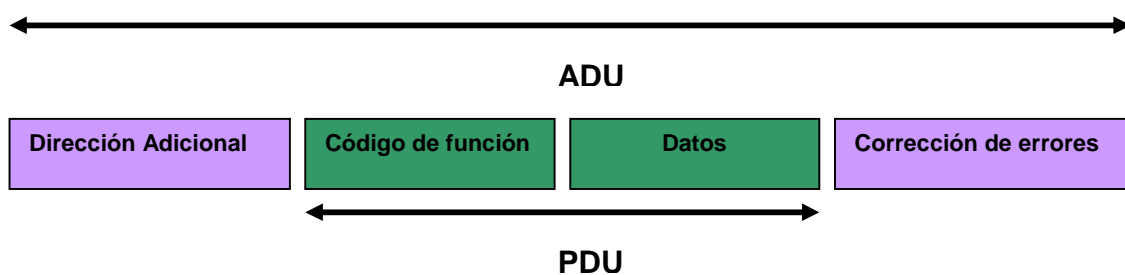 ADU
Dirección Adicional
Código de función
Datos
Corrección de errores
PDU